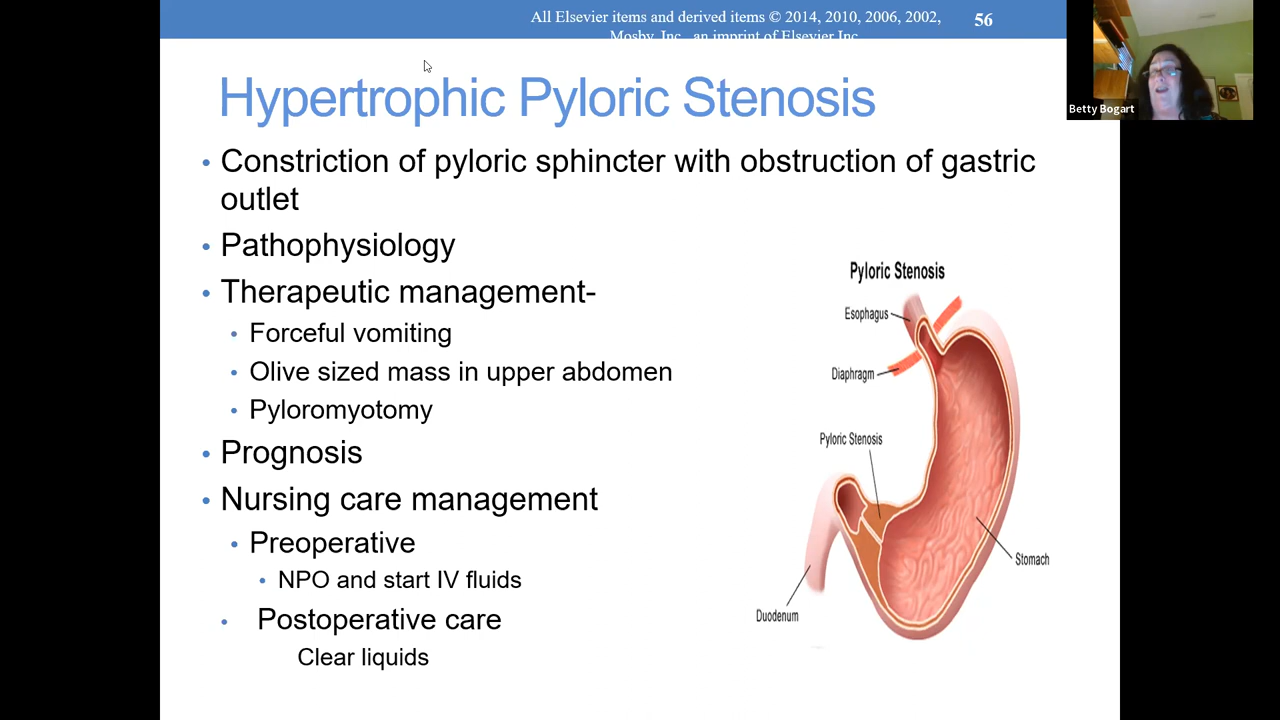 All Elsevier items and derived items © 2014, 2010, 2006, 2002,
Mosby, Inc., an imprint of Elsevier Inc.
56
Betty Bogart
Hypertrophic Pyloric Stenosis
• Constriction of pyloric sphincter with obstruction of gastric
outlet
• Pathophysiology
• Therapeutic management-
• Forceful vomiting
• Olive sized mass in upper abdomen
• Pyloromyotomy
• Prognosis
• Nursing care management
• Preoperative
• NPO and start IV fluids
• Postoperative care
Clear liquids
Pyloric Stenosis
Esophagus
Diaphragm
Pyloric Stenosis
Stomach
Duodenum